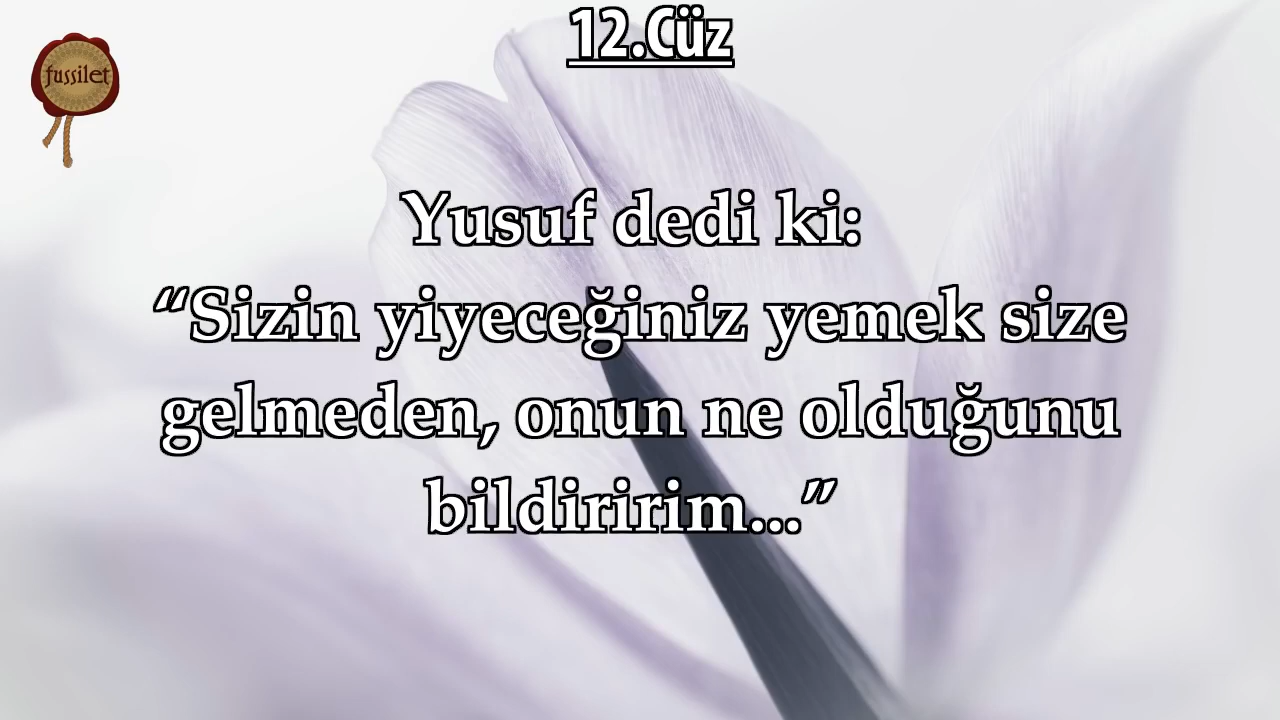 12.Cüz
fussilet
Yusuf dedi ki:
“Sizin yiyeceğiniz yemek size
gelmeden, onun ne olduğunu
bildiririm...”